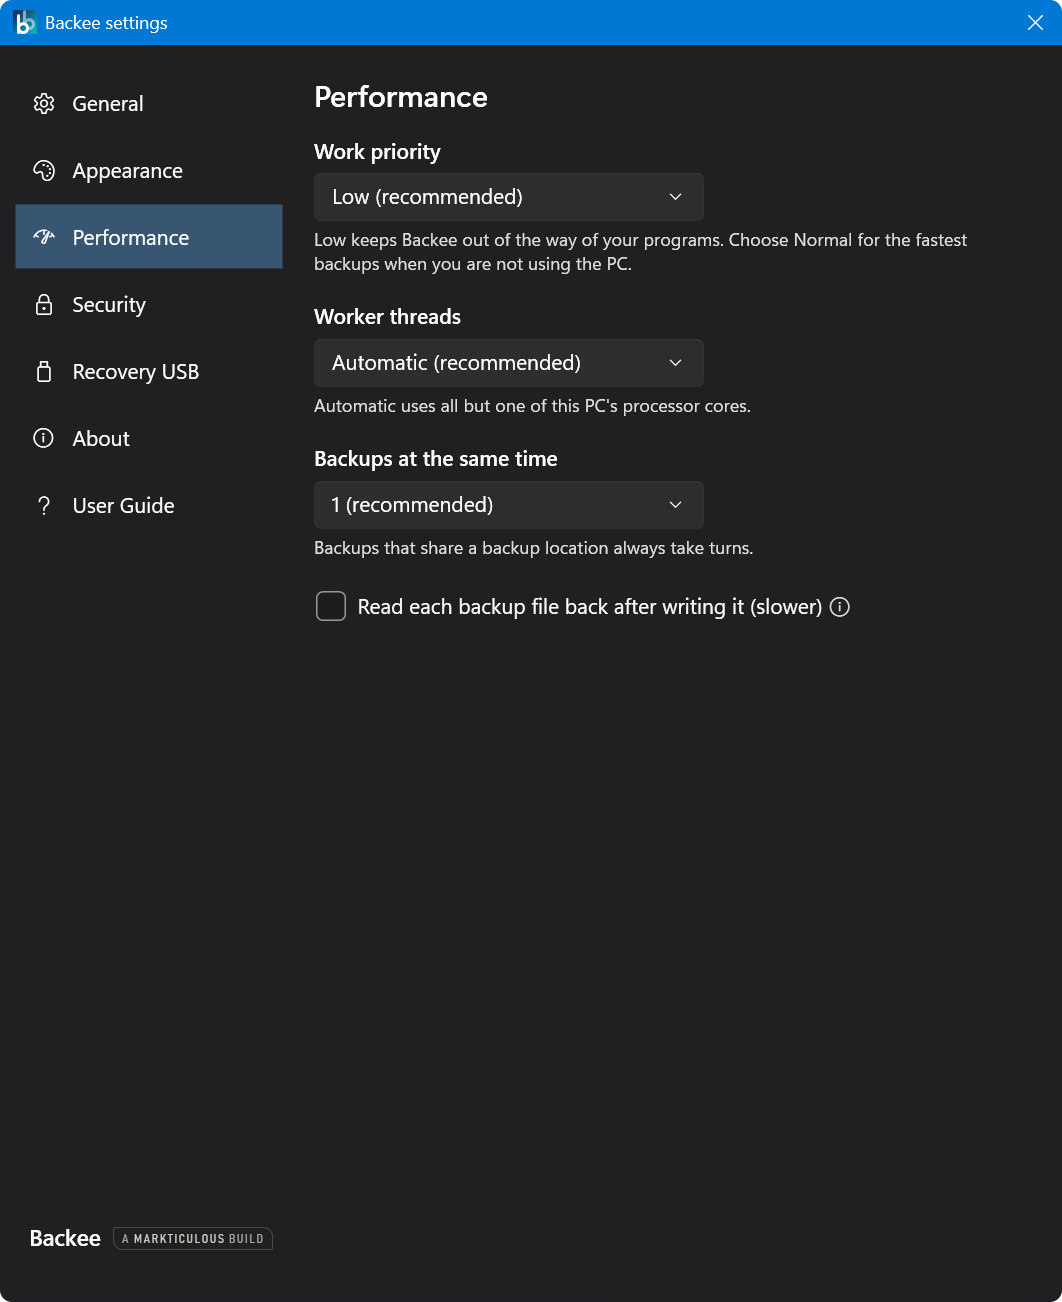 Backee settings
General
Appearance
Performance
Security
Recovery USB
About
User Guide
Performance
Work priority
Low (recommended)
Low keeps Backee out of the way of your programs. Choose Normal for the fastest
backups when you are not using the PC.
Worker threads
Automatic (recommended)
Automatic uses all but one of this PC's processor cores.
Backups at the same time
1 (recommended)
Backups that share a backup location always take turns.
Read each backup file back after writing it (slower)
Backee
A MARKTICULOUS BUILD